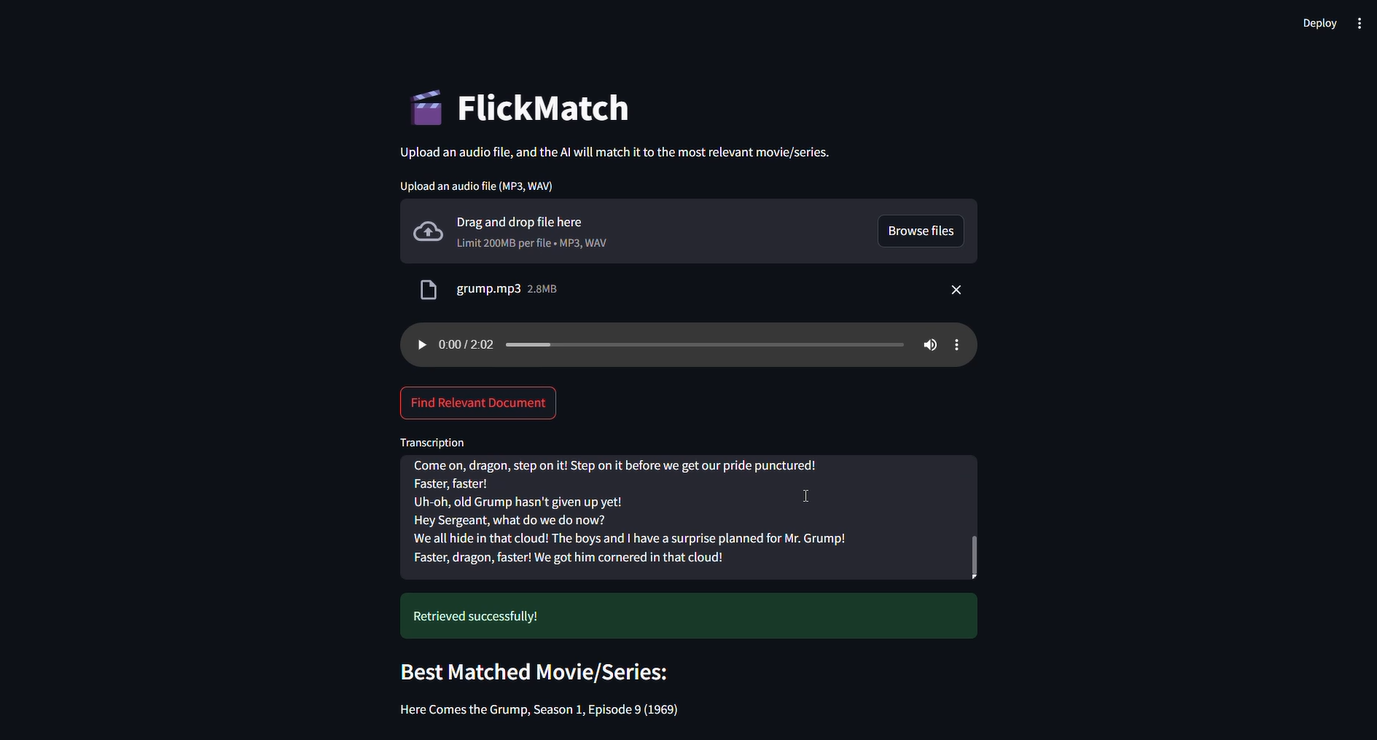 Deploy
FlickMatch
Upload an audio file, and the AI will match it to the most relevant movie/series.
Upload an audio file (MP3, WAV)
Drag and drop file here
Limit 200MB per file • MP3, WAV
Browse files
grump.mp3 2.8MB
0:00 / 2:02
Find Relevant Document
Transcription
Come on, dragon, step on it! Step on it before we get our pride punctured!
Faster, faster!
Uh-oh, old Grump hasn't given up yet!
Hey Sergeant, what do we do now?
We all hide in that cloud! The boys and I have a surprise planned for Mr. Grump!
Faster, dragon, faster! We got him cornered in that cloud!
Retrieved successfully!
Best Matched Movie/Series:
Here Comes the Grump, Season 1, Episode 9 (1969)